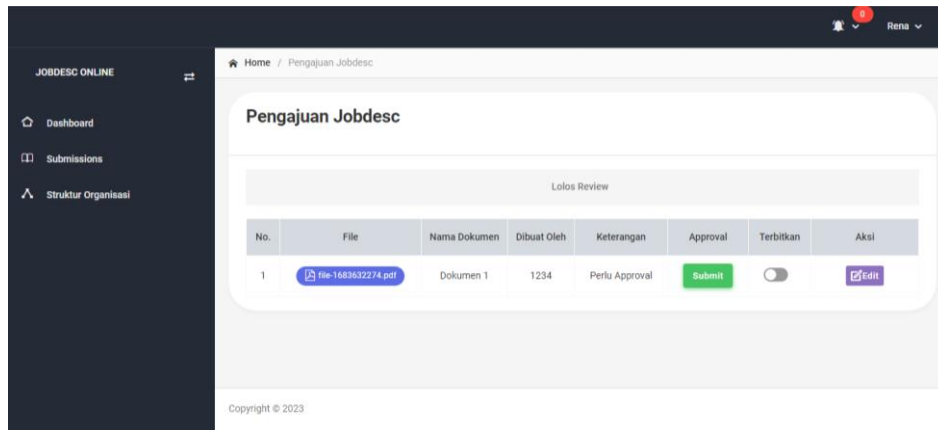 0
Rena
JOBDESC ONLINE
Home / Pengajuan Jobdesc
Dashboard
Submissions
Struktur Organisasi
Pengajuan Jobdesc
Lolos Review
No. File Nama Dokumen Dibuat Oleh Keterangan Approval Terbitkan Aksi
1 file-1683632274.pdf Dokumen 1 1234 Perlu Approval Submit Edit
Copyright © 2023